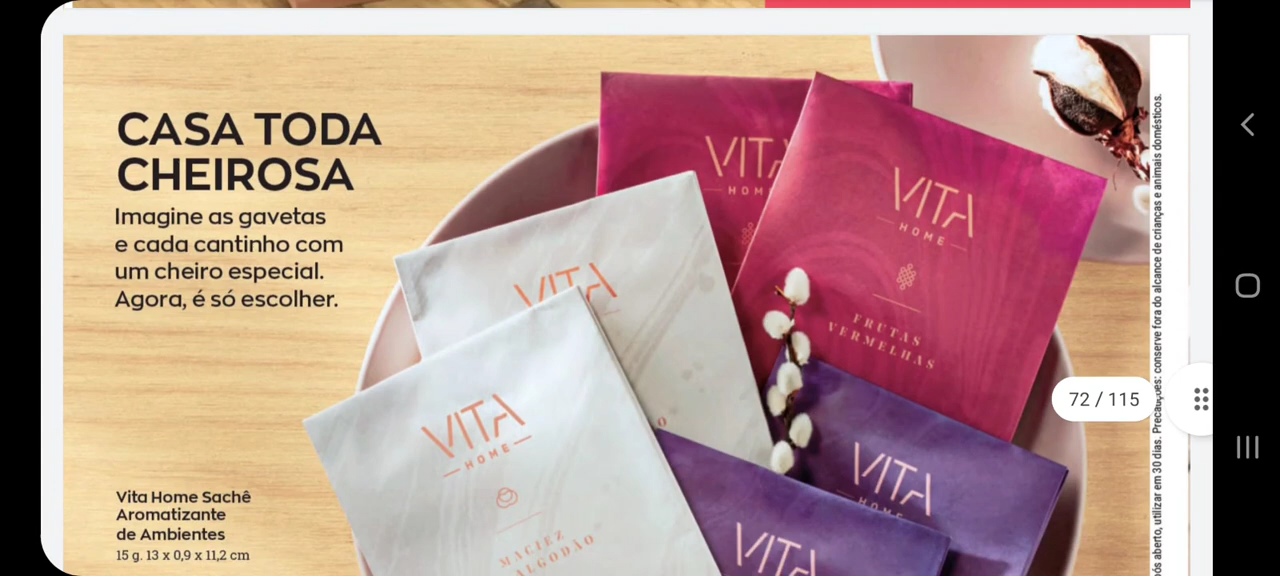 CASA TODA
CHEIROSA
Imagine as gavetas
e cada cantinho com
um cheiro especial.
Agora, é só escolher.
VITA
HOME
VITA
HOME
FRUTAS
VERMELHAS
VITA
VITA
HOME
MACIEZ
ALGODÃO
VITA
HOME
VITA
Vita Home Sachê
Aromatizante
de Ambientes
15 g. 13 x 0,9 x 11,2 cm
aberto, utilizar em 30 dias. Precauções: conserve fora do alcance de crianças e animais domésticos.
72 / 115